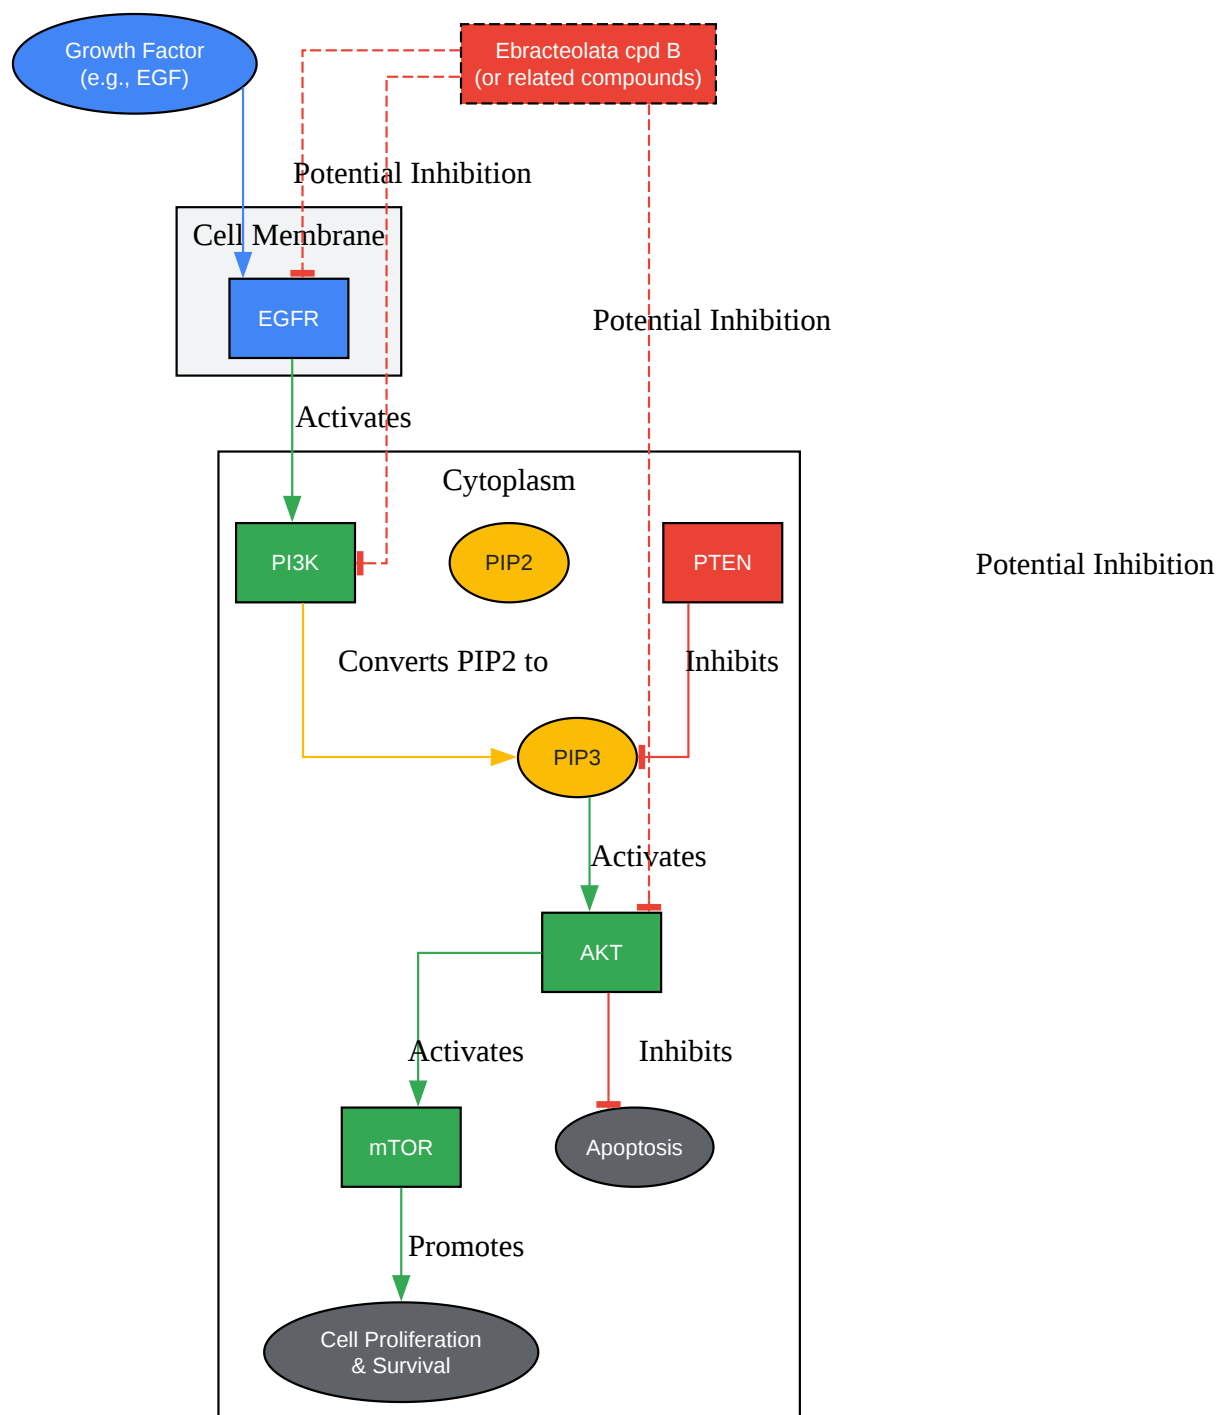 Growth Factor
(e.g., EGF)
Ebracteolata cpd B
(or related compounds)
Potential Inhibition
Cell Membrane
EGFR
Potential Inhibition
Activates
Cytoplasm
PI3K
PIP2
PTEN
Potential Inhibition
Converts PIP2 to
Inhibits
PIP3
Activates
AKT
Activates
Inhibits
mTOR
Apoptosis
Promotes
Cell Proliferation
& Survival